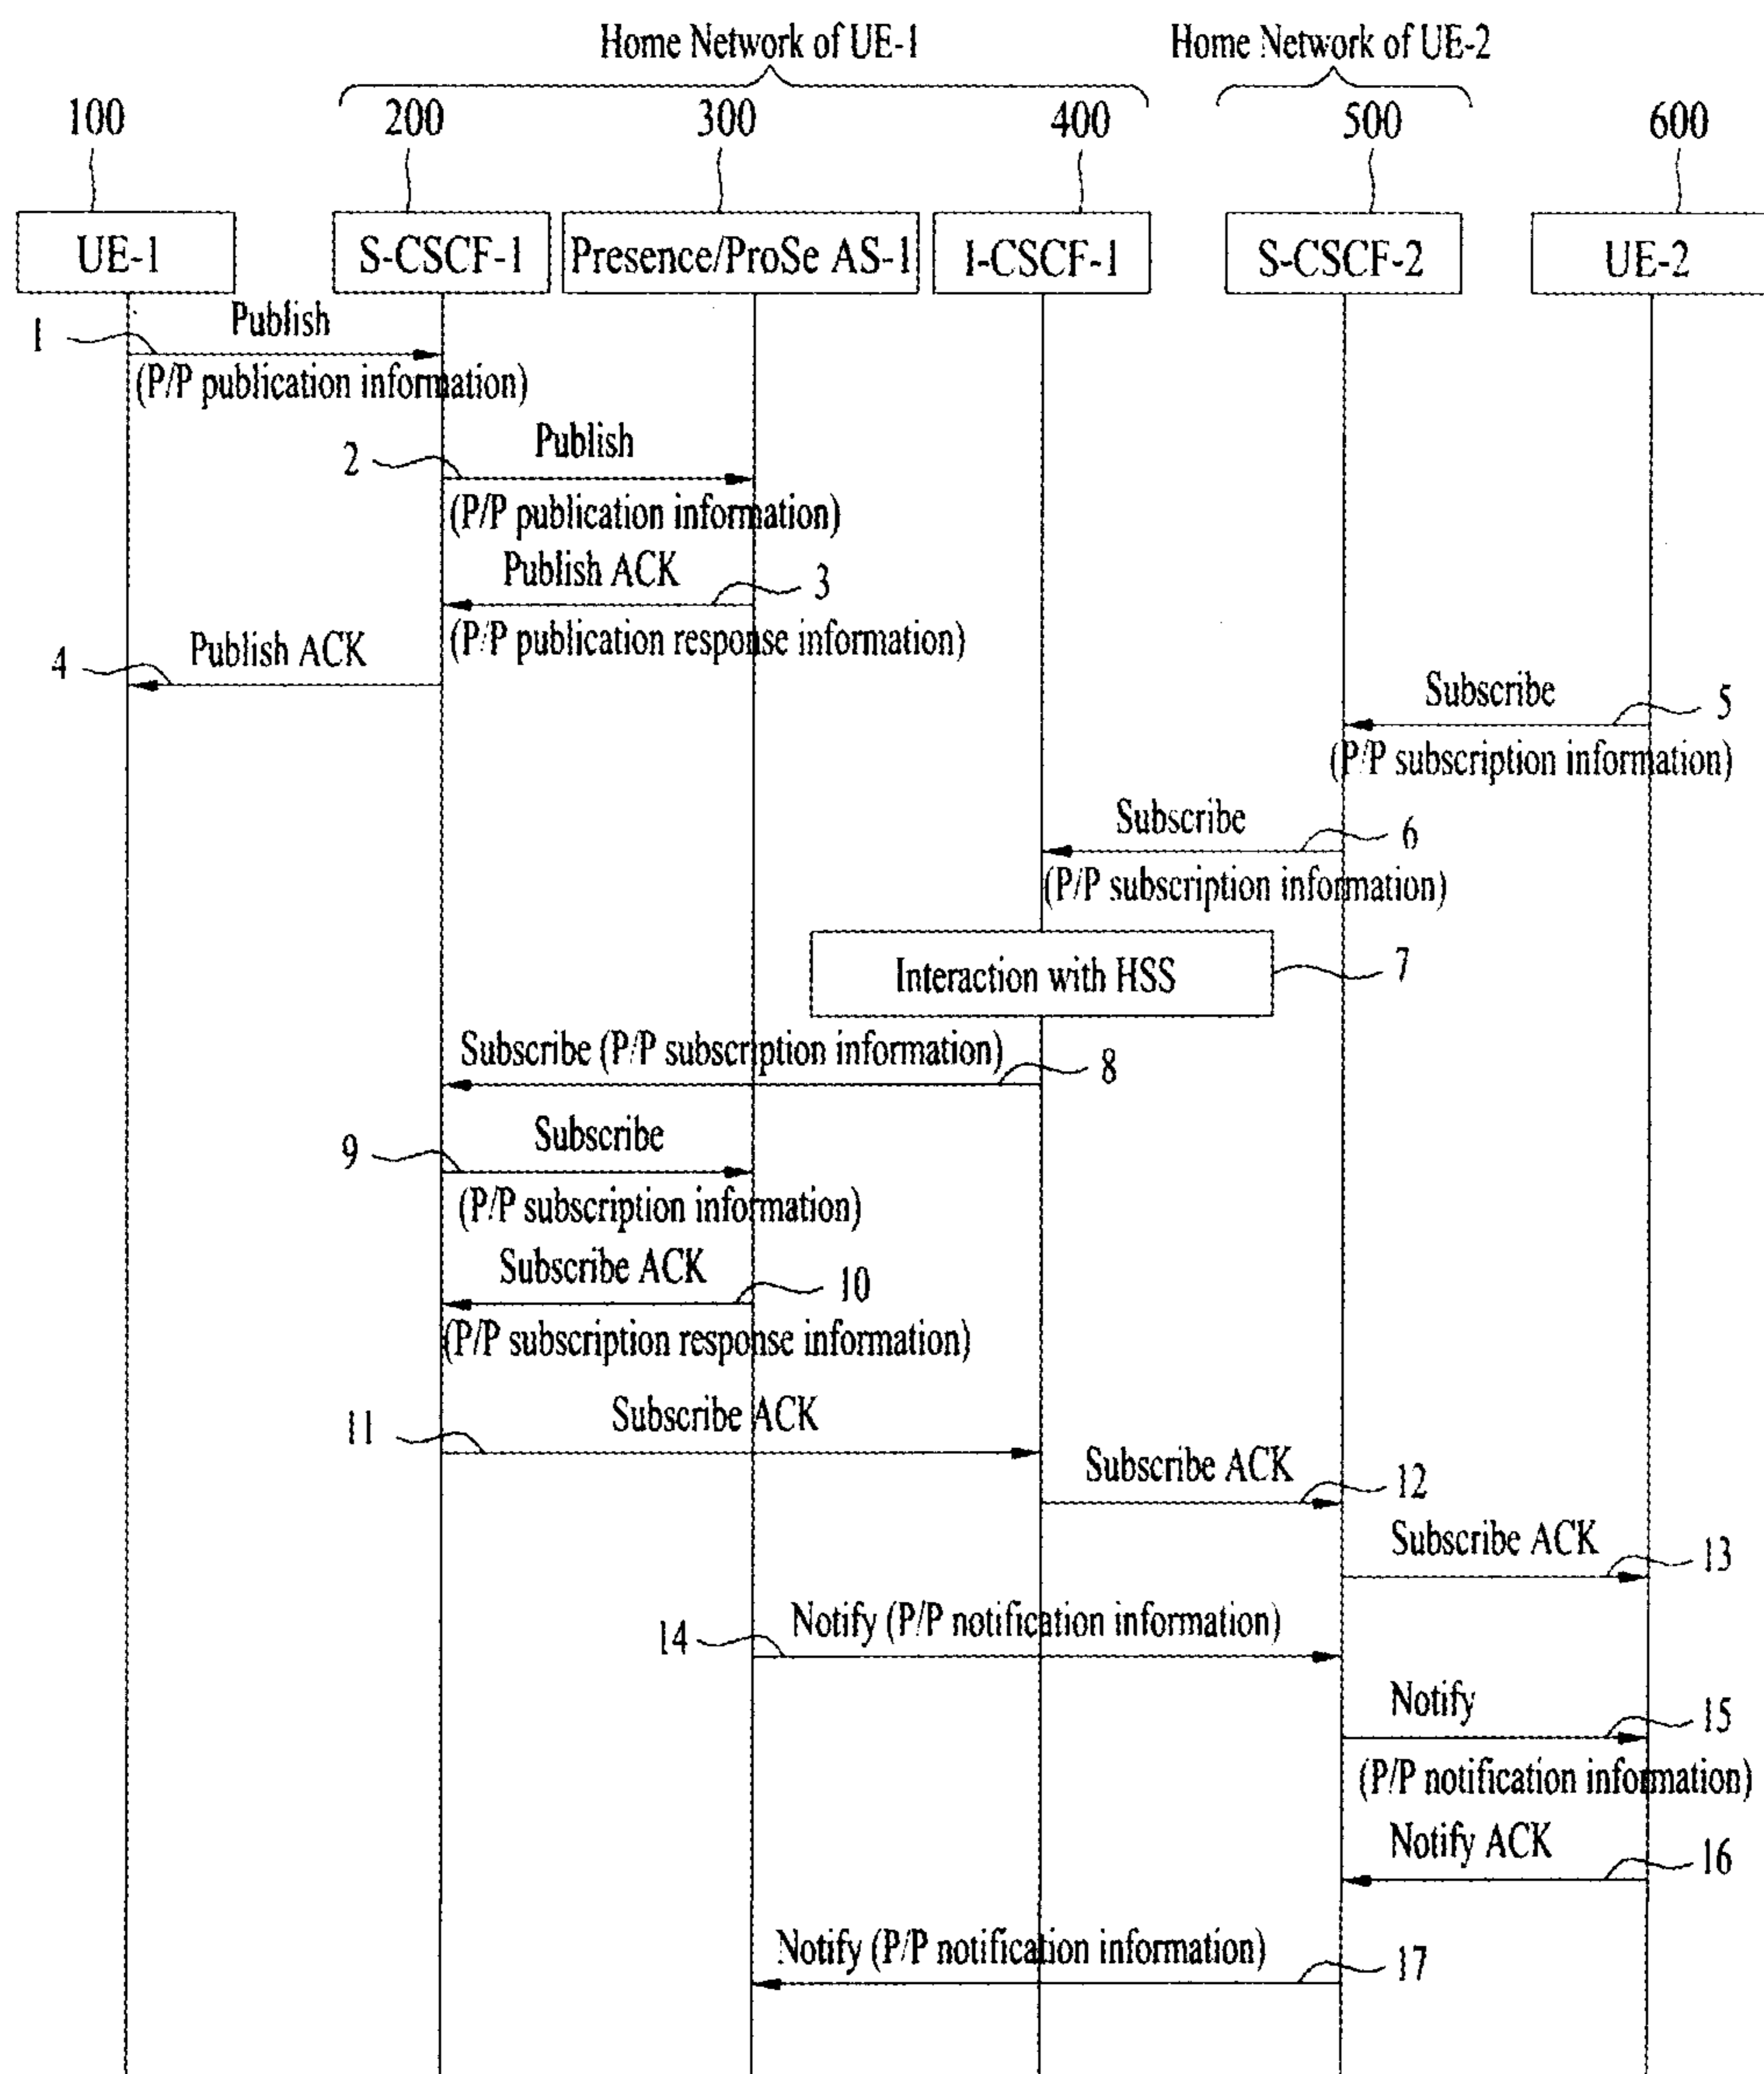 Home Network of UE-1 Home Network of UE-2
100 200 300 400 500 600
UE-1 S-CSCF-1 Presence/ProSe AS-1 I-CSCF-1 S-CSCF-2 UE-2
1 Publish
(P/P publication information)
2 Publish
(P/P publication information)
Publish ACK 3
(P/P publication response information)
4 Publish ACK
Subscribe 5
(P/P subscription information)
Subscribe 6
(P/P subscription information)
Interaction with HSS 7
Subscribe (P/P subscription information) 8
9 Subscribe
(P/P subscription information)
Subscribe ACK 10
(P/P subscription response information)
11 Subscribe ACK
Subscribe ACK 12
Subscribe ACK 13
14 Notify (P/P notification information)
Notify 15
(P/P notification information)
Notify ACK 16
Notify (P/P notification information) 17